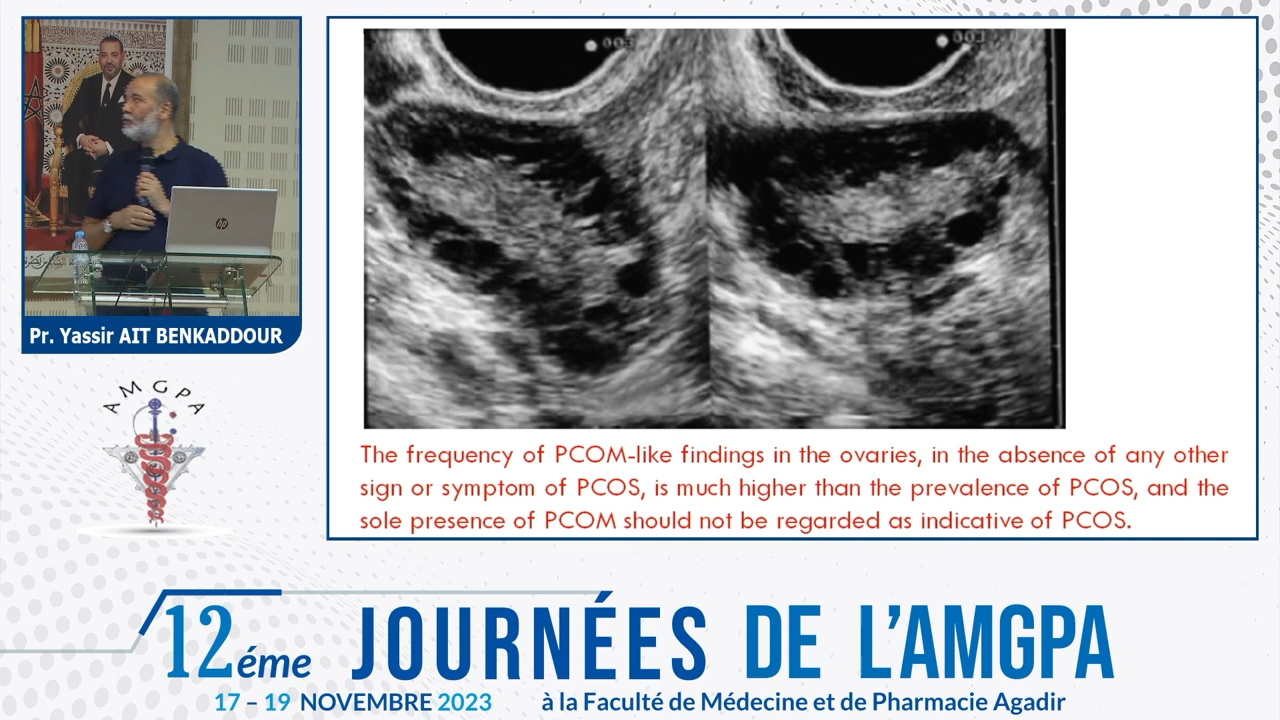 Pr. Yassir AIT BENKADDOUR
AMGPA
hp
The frequency of PCOM-like findings in the ovaries, in the absence of any other
sign or symptom of PCOS, is much higher than the prevalence of PCOS, and the
sole presence of PCOM should not be regarded as indicative of PCOS.
12éme JOURNÉES DE L'AMGPA
17 – 19 NOVEMBRE 2023 à la Faculté de Médecine et de Pharmacie Agadir